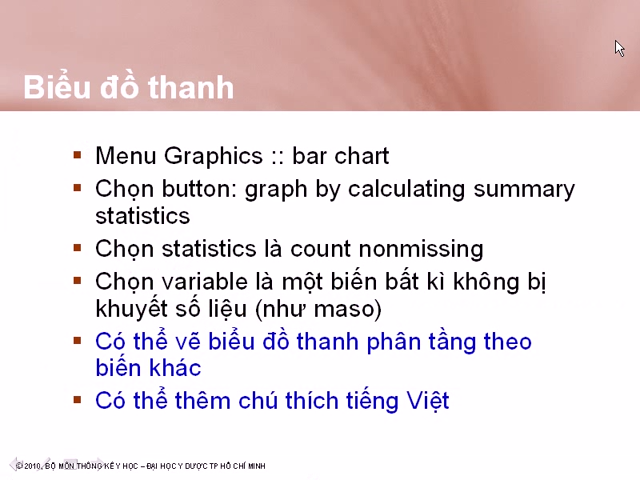 Biểu đồ thanh
Menu Graphics :: bar chart
Chọn button: graph by calculating summary
statistics
Chọn statistics là count nonmissing
Chọn variable là một biến bất kì không bị
khuyết số liệu (như maso)
Có thể vẽ biểu đồ thanh phân tầng theo
biến khác
Có thể thêm chú thích tiếng Việt
© 2010, BỘ MÔN THỐNG KÊ Y HỌC – ĐẠI HỌC Y DƯỢC TP HỒ CHÍ MINH